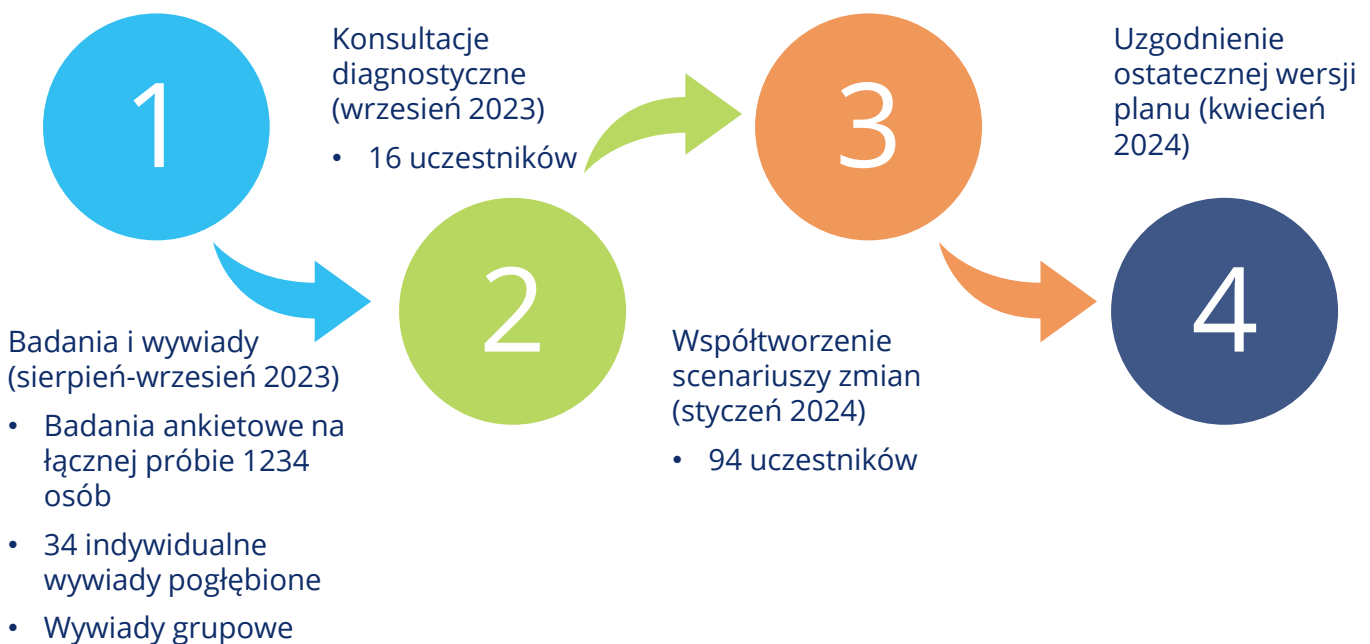 1
Badania i wywiady
(sierpień-wrzesień 2023)
• Badania ankietowe na
łącznej próbie 1234
osób
• 34 indywidualne
wywiady pogłębione
• Wywiady grupowe
Konsultacje
diagnostyczne
(wrzesień 2023)
• 16 uczestników
2
3
Współtworzenie
scenariuszy zmian
(styczeń 2024)
• 94 uczestników
Uzgodnienie
ostatecznej wersji
planu (kwiecień
2024)
4